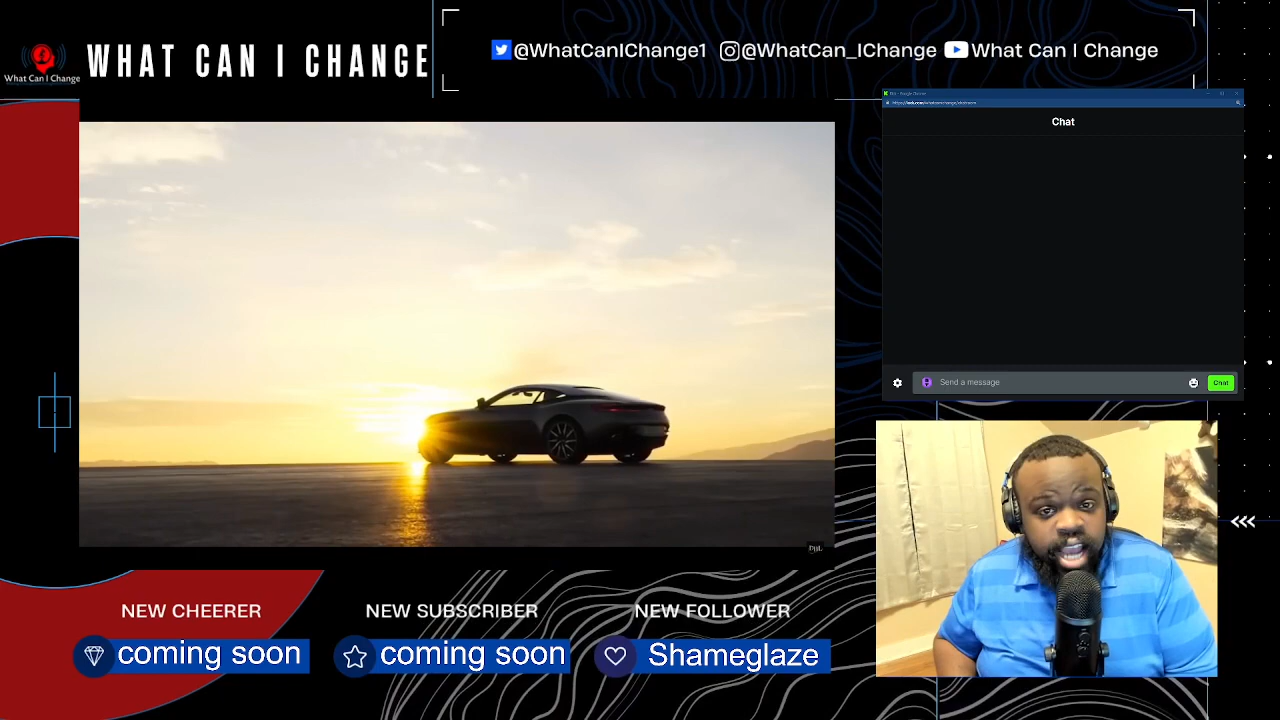 What Can I Change
WHAT CAN I CHANGE
@WhatCanIChange1 @WhatCan_IChange What Can I Change
Chat
Send a message
Chat
NEW CHEERER
coming soon
NEW SUBSCRIBER
coming soon
NEW FOLLOWER
Shameglaze